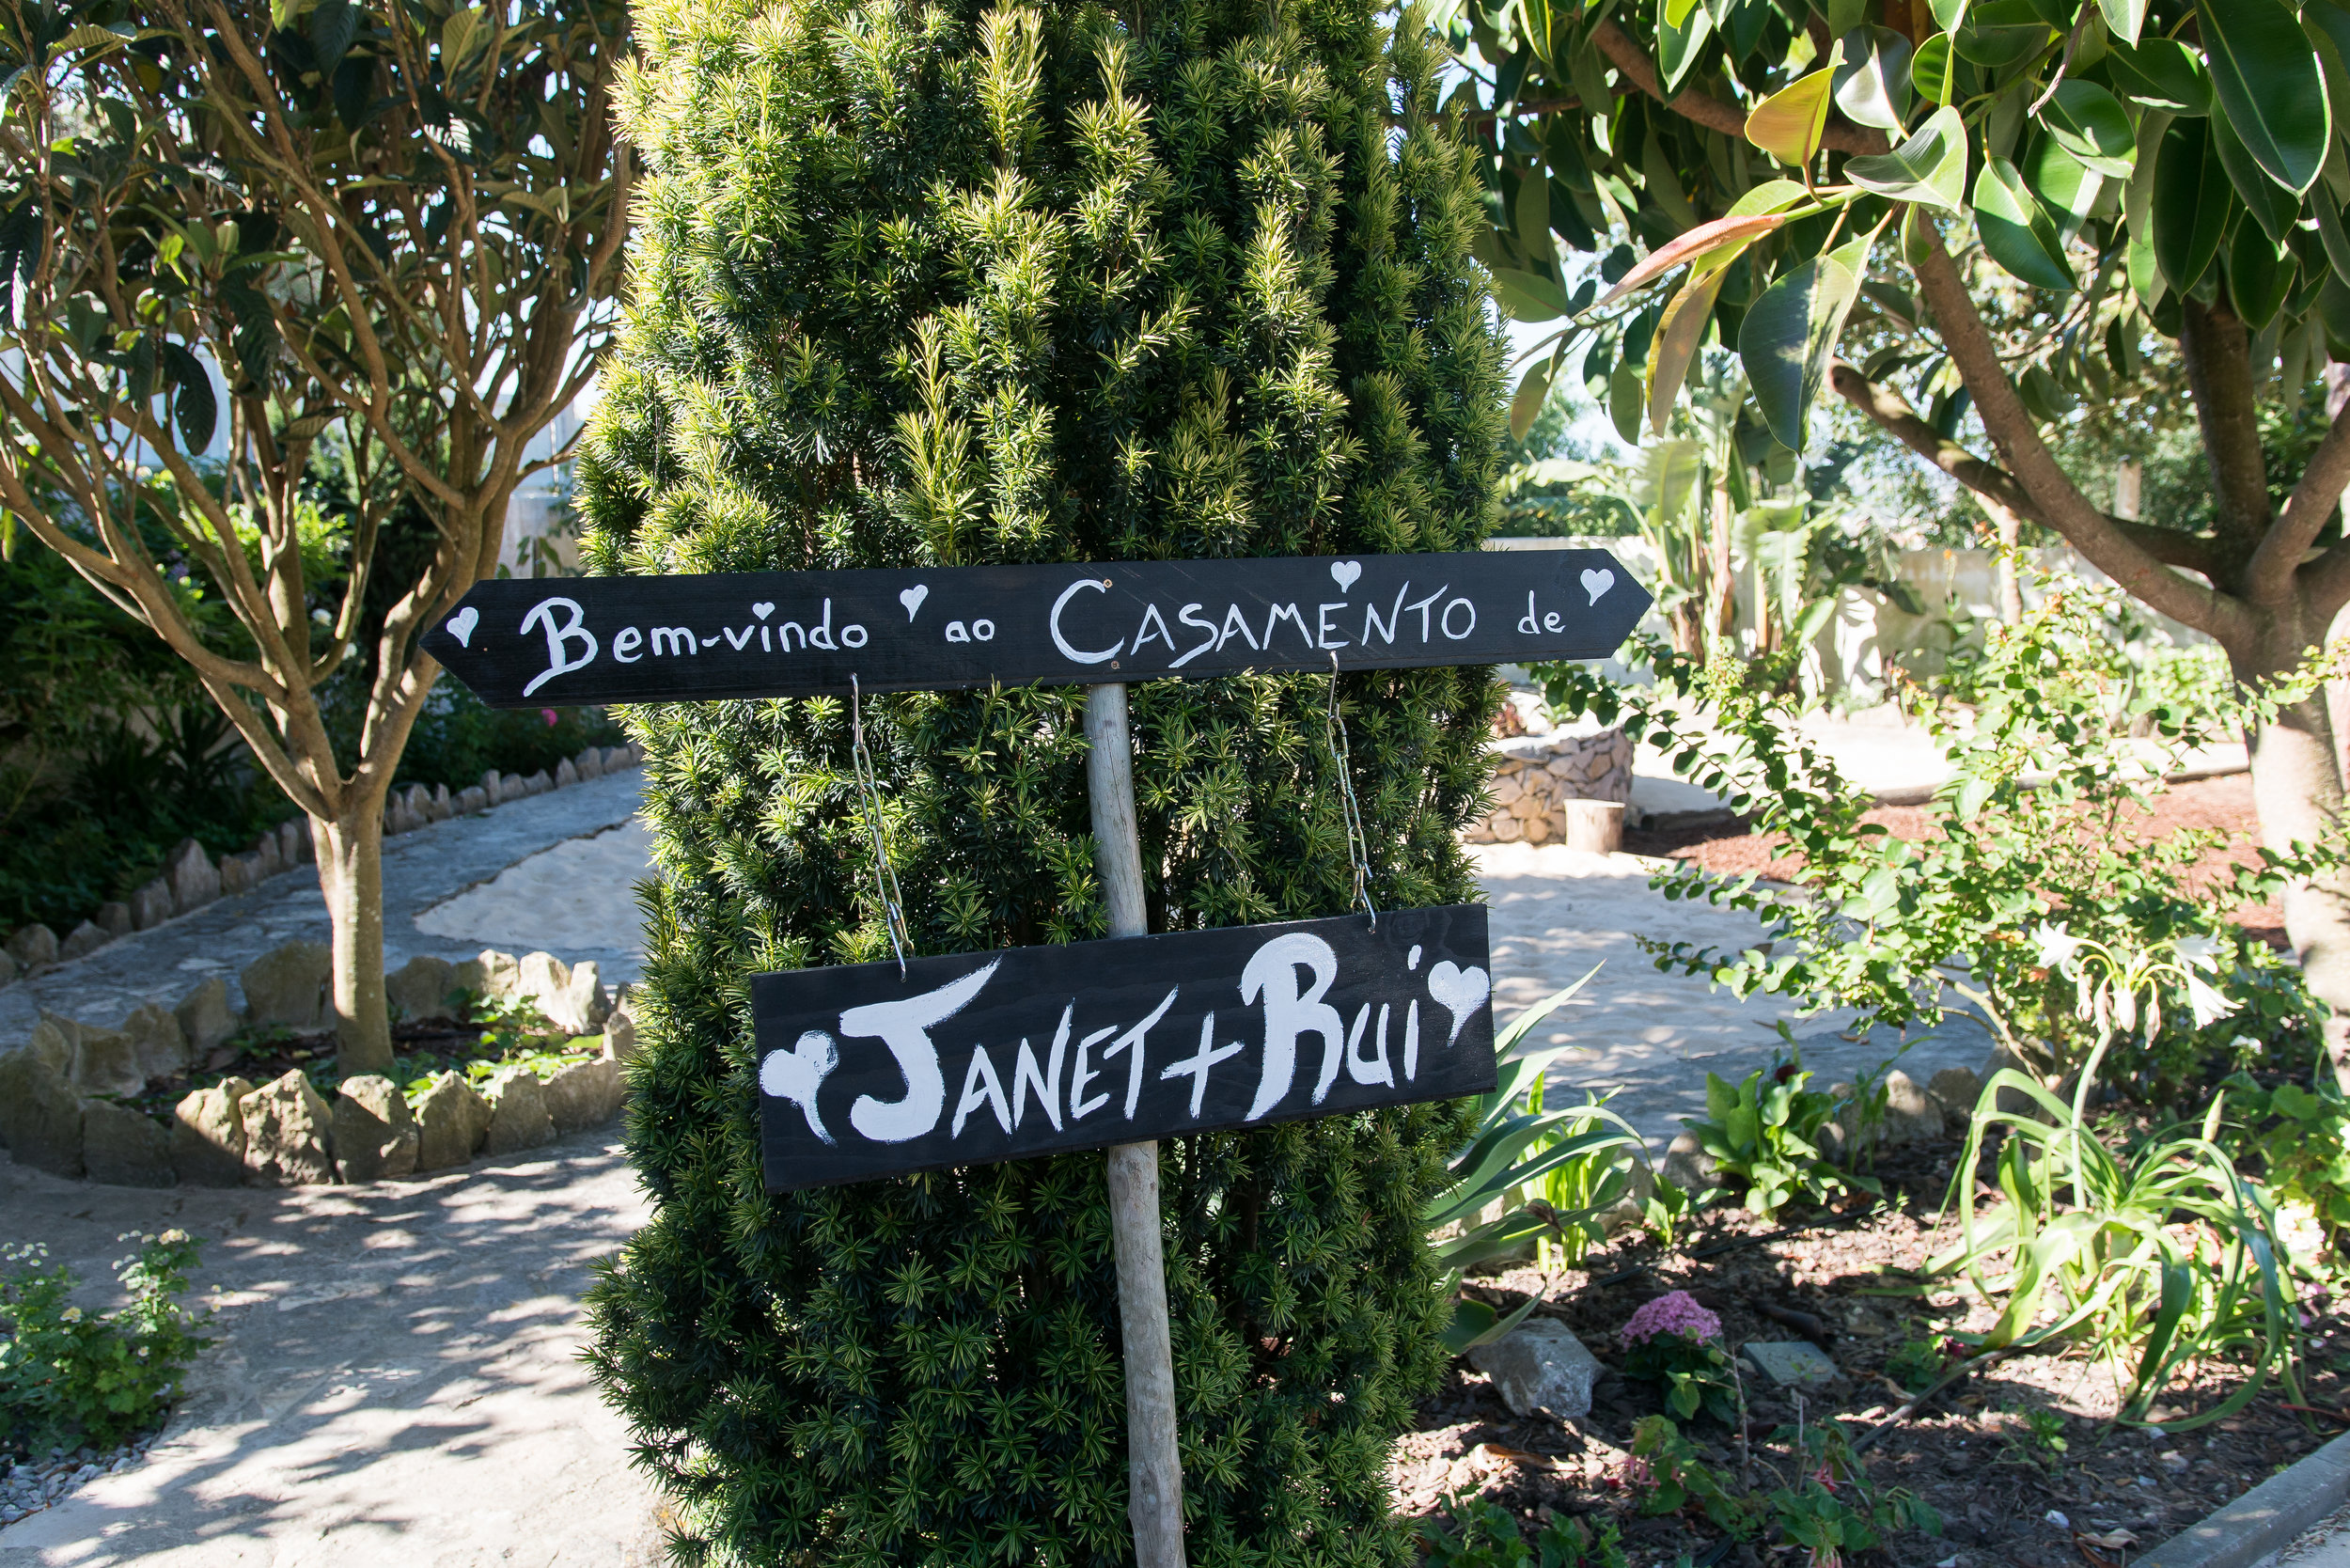 Bem-vindo ao CASAMENTO de
JANET + Rui